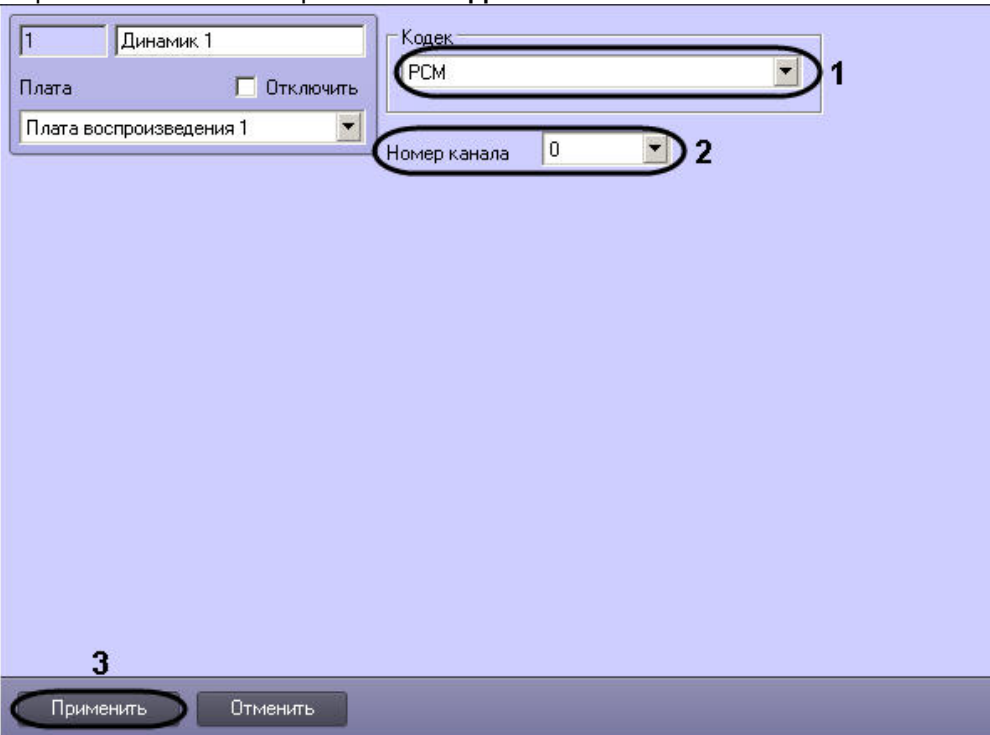 1
Динамик 1
Плата
Отключить
Плата воспроизведения 1
Кодек
PCM
1
Номер канала
0
2
3
Применить
Отменить